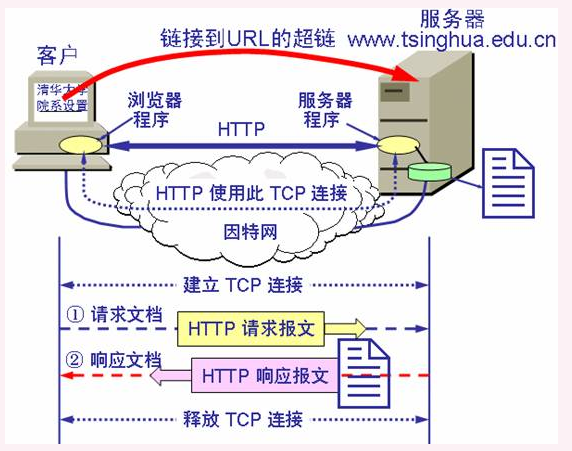 服务器
链接到URL的超链
www.tsinghua.edu.cn
客户
清华大学
院系设置
浏览器
程序
服务器
程序
HTTP
HTTP 使用此 TCP 连接
因特网
建立 TCP 连接
① 请求文档
HTTP 请求报文
② 响应文档
HTTP 响应报文
释放 TCP 连接